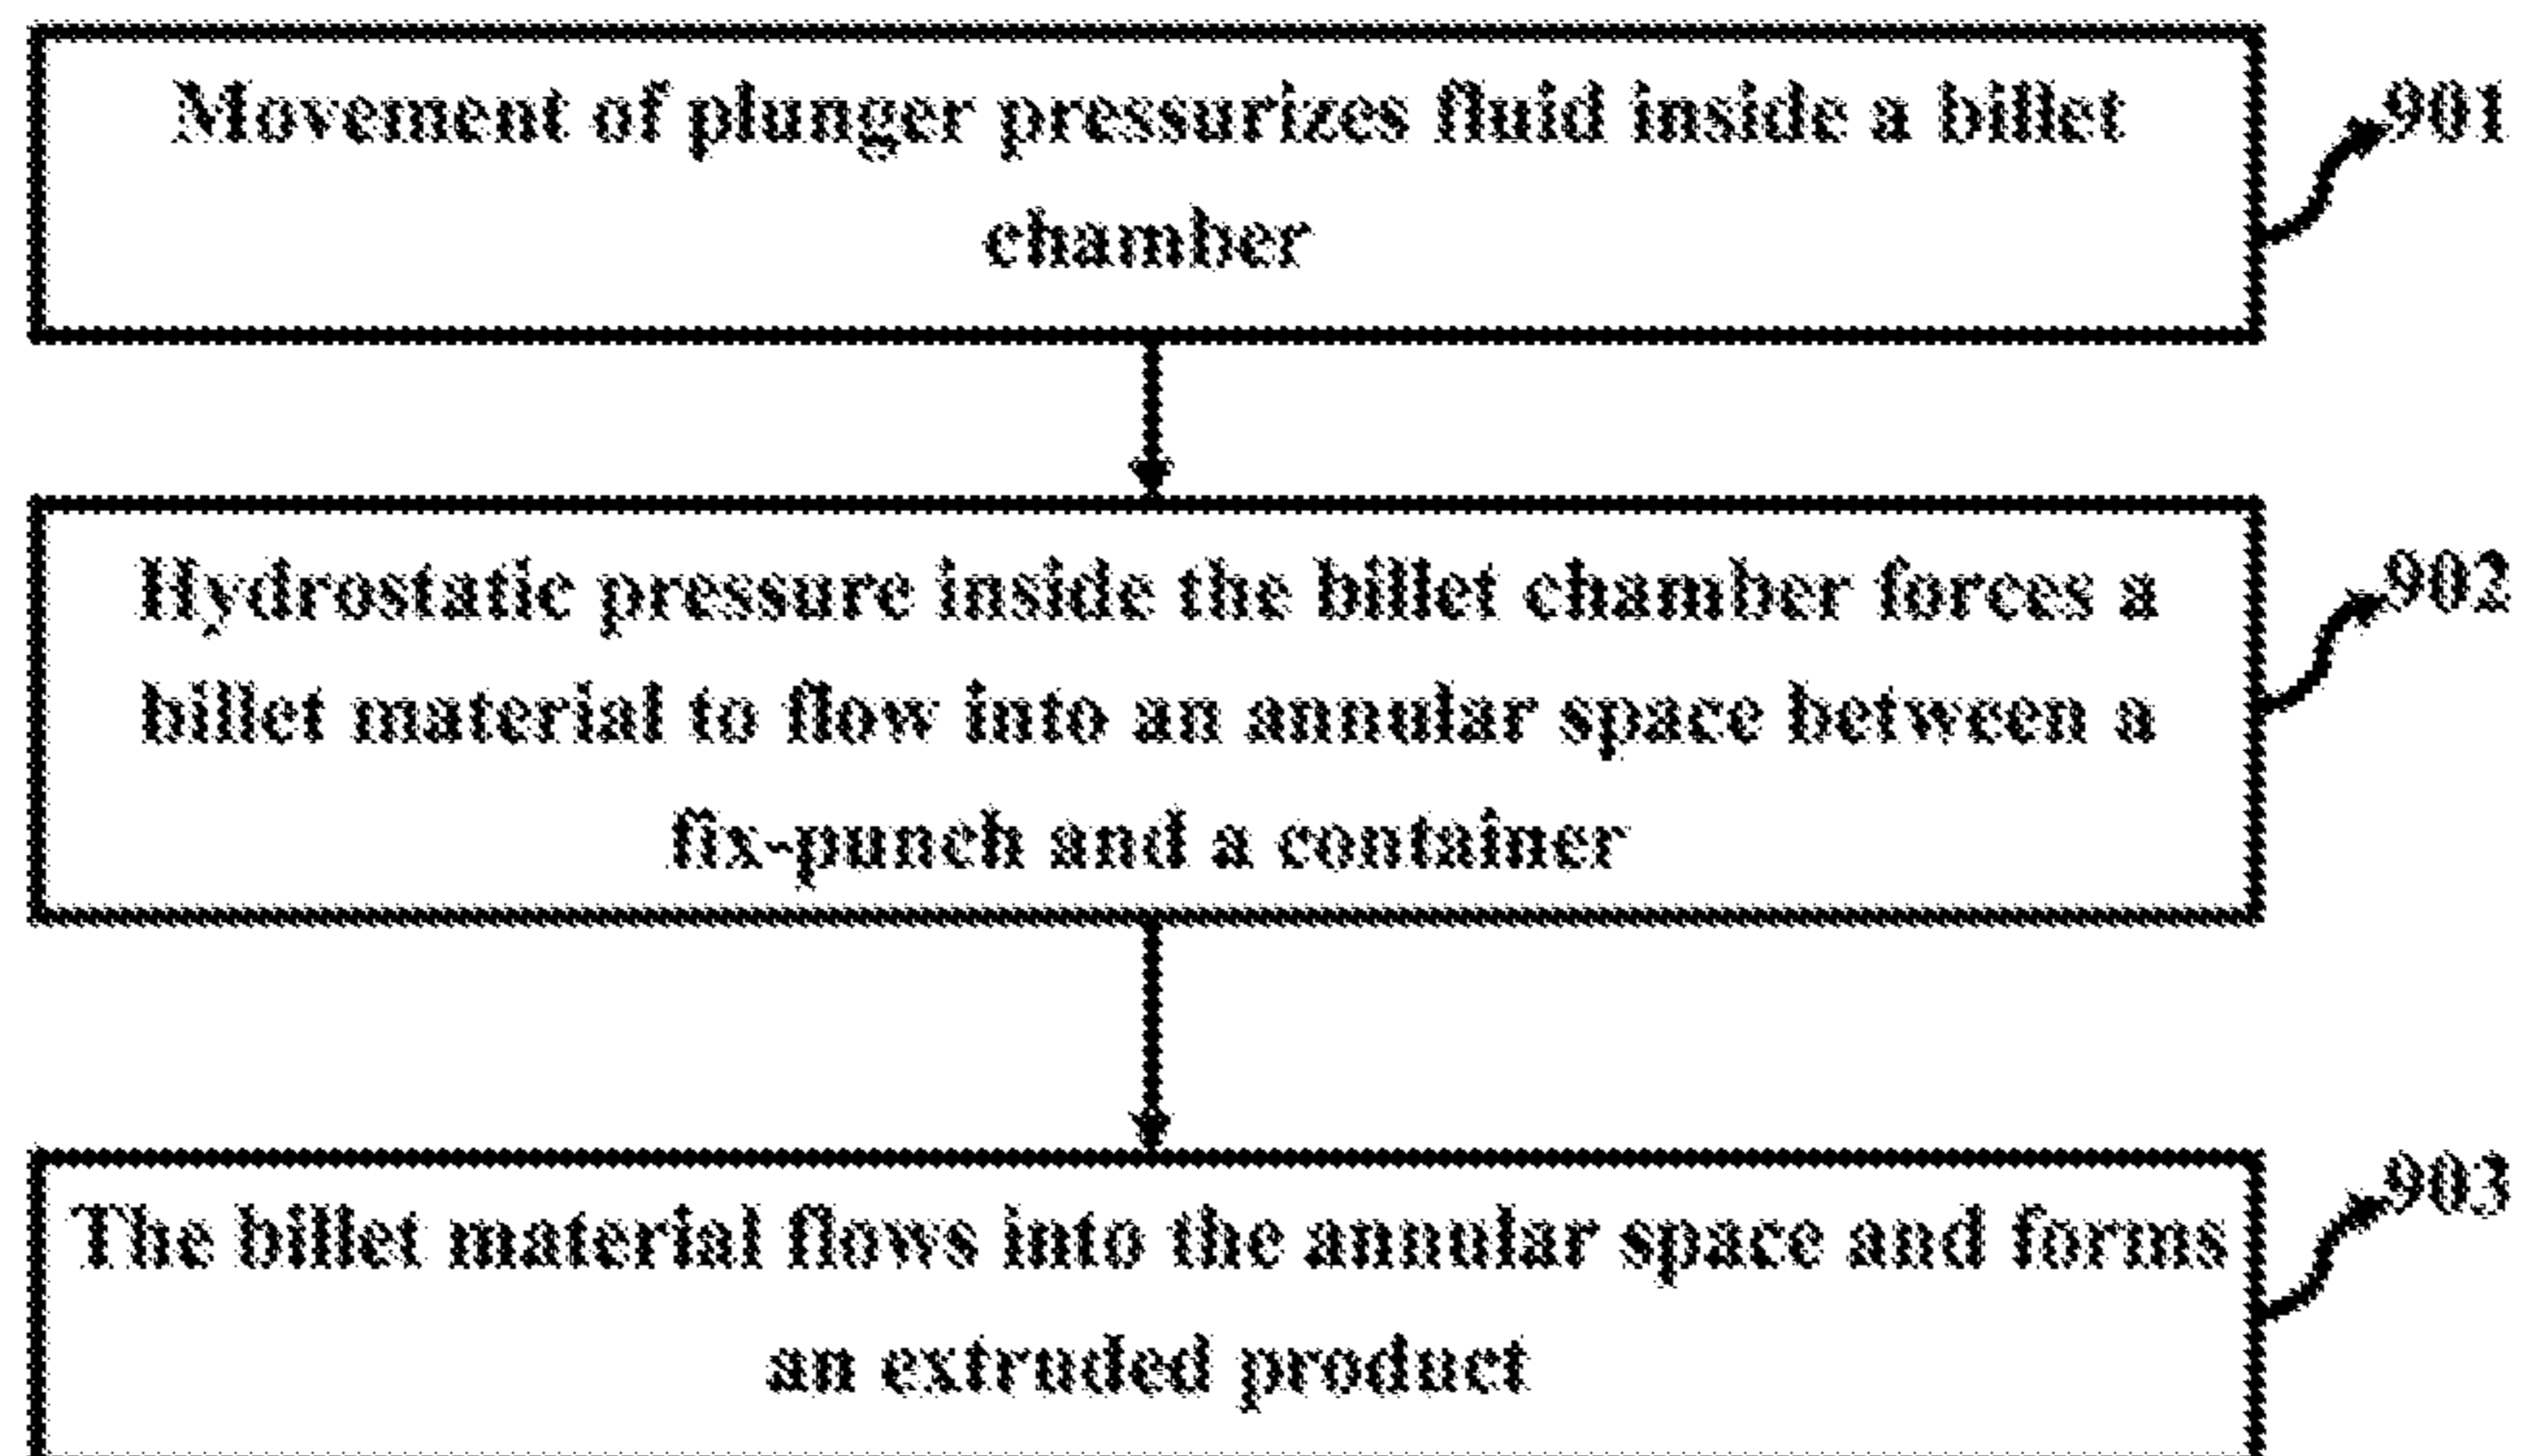 Movement of plunger pressurizes fluid inside a billet
chamber
901
Hydrostatic pressure inside the billet chamber forces a
billet material to flow into an annular space between a
fix-punch and a container
902
The billet material flows into the annular space and forms
an extruded product
903